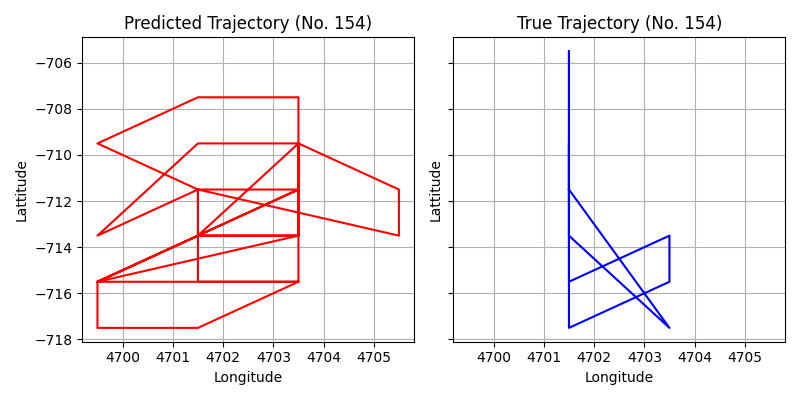 Predicted Trajectory (No. 154)
True Trajectory (No. 154)
Lattitude
−706
−708
−710
−712
−714
−716
−718
4700 4701 4702 4703 4704 4705
Longitude
Lattitude
4700 4701 4702 4703 4704 4705
Longitude